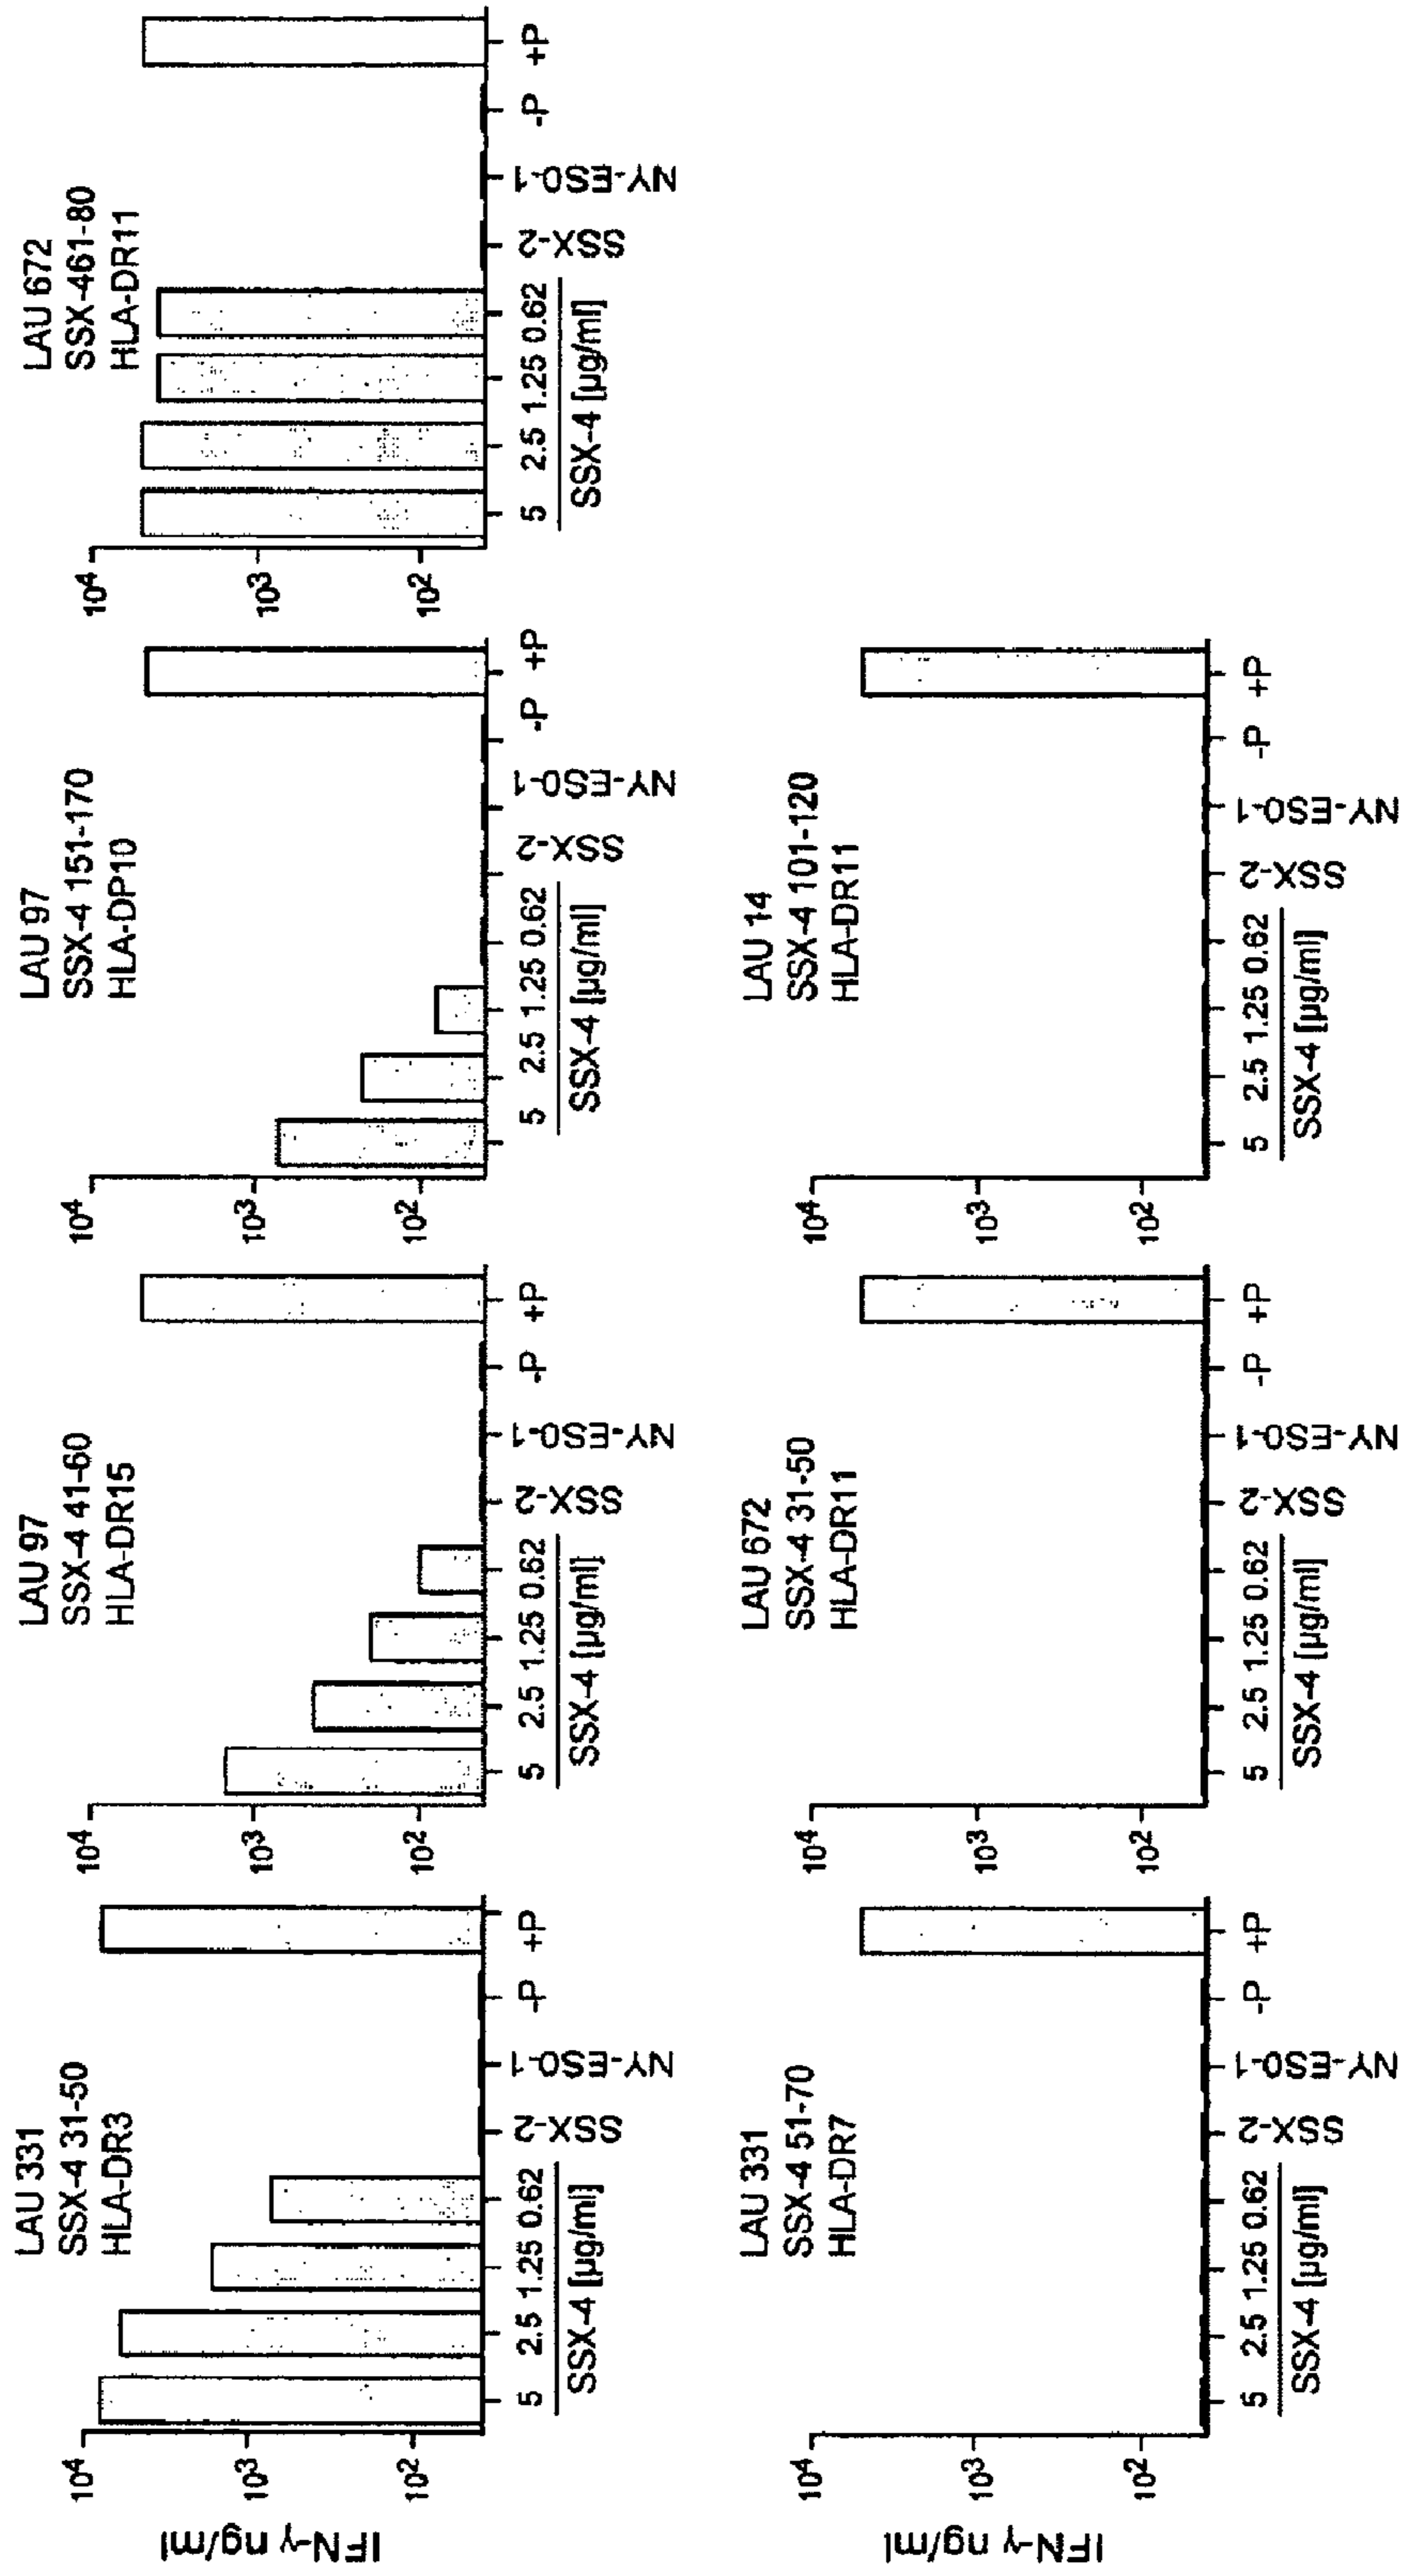 LAU 331
SSX-4 31-50
HLA-DR3
IFN-γ ng/ml
10⁴
10³
10²
5 2.5 1.25 0.62
SSX-4 [µg/ml]
SSX-2
NY-ESO-1
-P
+P
LAU 97
SSX-4 41-60
HLA-DR15
10⁴
10³
10²
5 2.5 1.25 0.62
SSX-4 [µg/ml]
SSX-2
NY-ESO-1
-P
+P
LAU 97
SSX-4 151-170
HLA-DP10
10⁴
10³
10²
5 2.5 1.25 0.62
SSX-4 [µg/ml]
SSX-2
NY-ESO-1
-P
+P
LAU 672
SSX-461-80
HLA-DR11
10⁴
10³
10²
5 2.5 1.25 0.62
SSX-4 [µg/ml]
SSX-2
NY-ESO-1
-P
+P
LAU 331
SSX-4 51-70
HLA-DR7
IFN-γ ng/ml
10⁴
10³
10²
5 2.5 1.25 0.62
SSX-4 [µg/ml]
SSX-2
NY-ESO-1
-P
+P
LAU 672
SSX-4 31-50
HLA-DR11
10⁴
10³
10²
5 2.5 1.25 0.62
SSX-4 [µg/ml]
SSX-2
NY-ESO-1
-P
+P
LAU 14
SSX-4 101-120
HLA-DR11
10⁴
10³
10²
5 2.5 1.25 0.62
SSX-4 [µg/ml]
SSX-2
NY-ESO-1
-P
+P